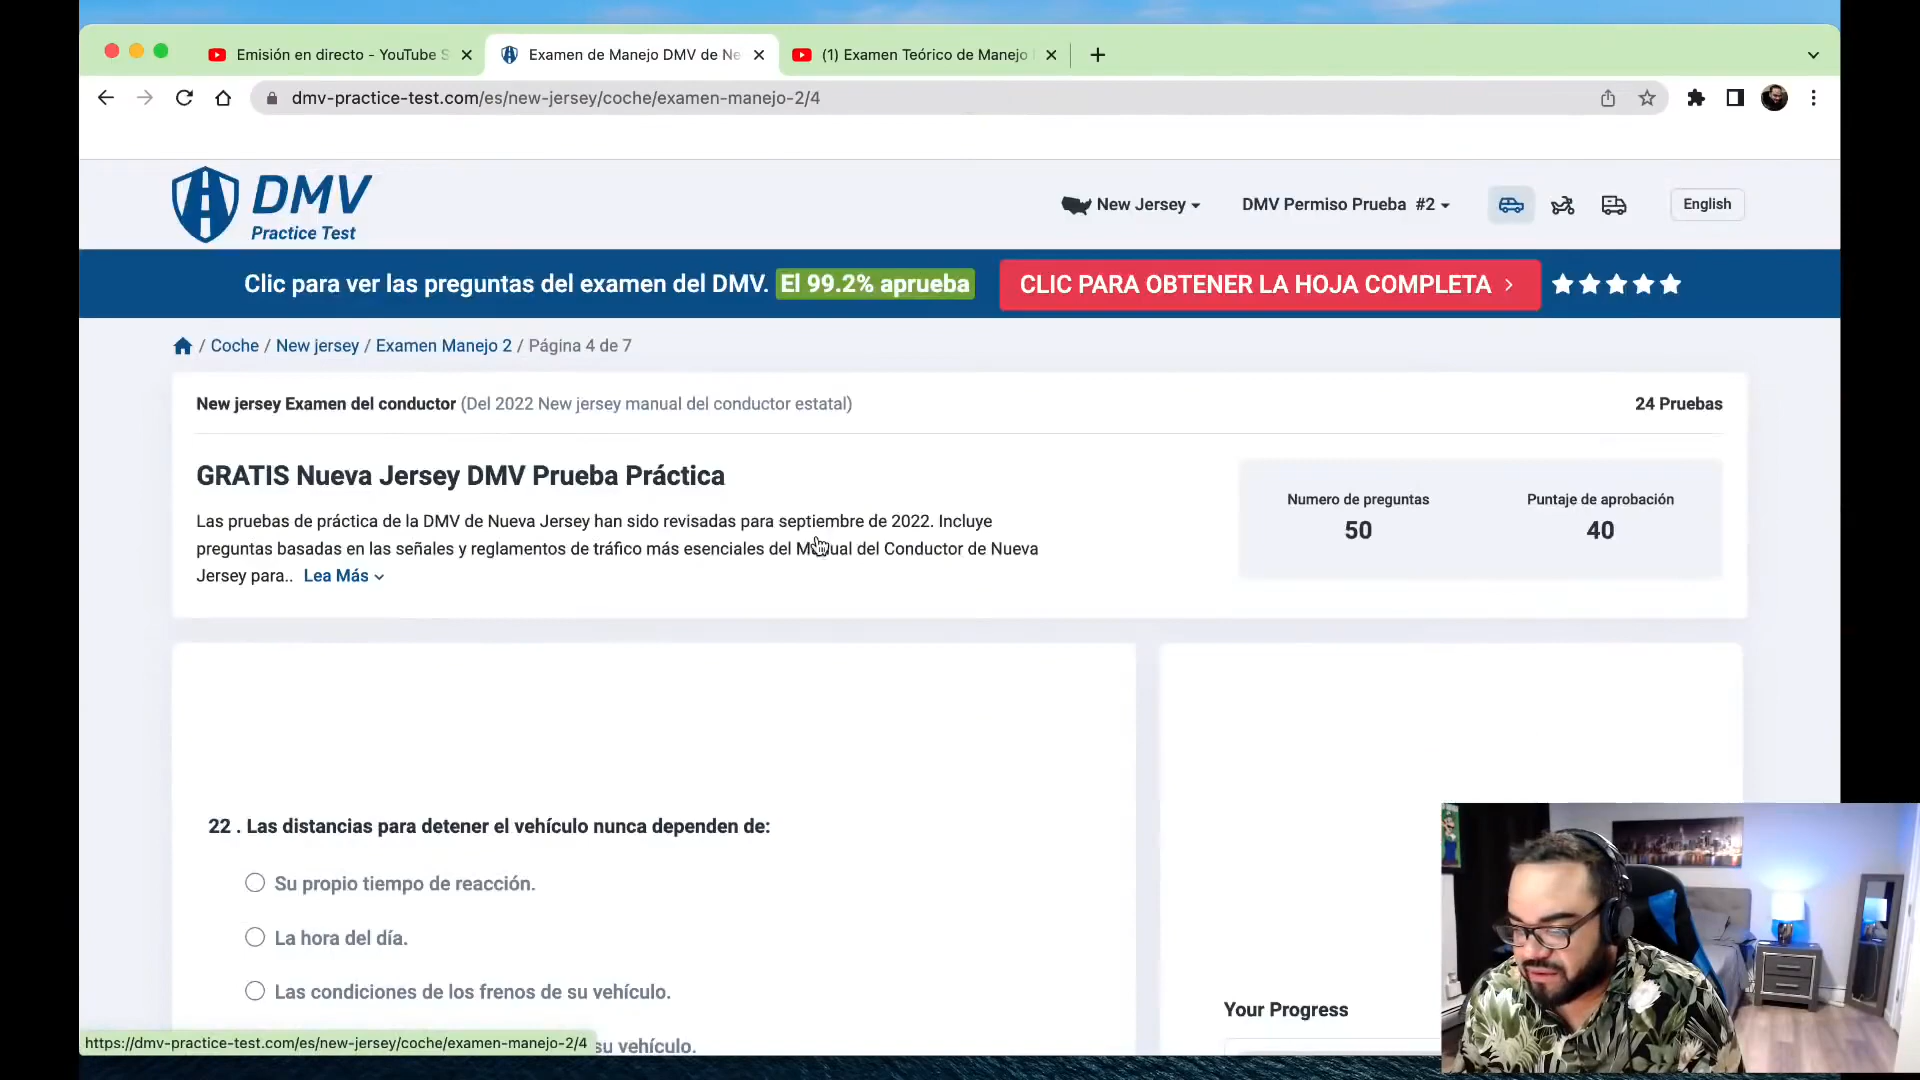 Emisión en directo - YouTube S
Examen de Manejo DMV de Ne
(1) Examen Teórico de Manejo
dmv-practice-test.com/es/new-jersey/coche/examen-manejo-2/4
DMV
Practice Test
New Jersey
DMV Permiso Prueba #2
English
Clic para ver las preguntas del examen del DMV. El 99.2% aprueba
CLIC PARA OBTENER LA HOJA COMPLETA
/ Coche / New jersey / Examen Manejo 2 / Página 4 de 7
New jersey Examen del conductor (Del 2022 New jersey manual del conductor estatal)
24 Pruebas
GRATIS Nueva Jersey DMV Prueba Práctica
Las pruebas de práctica de la DMV de Nueva Jersey han sido revisadas para septiembre de 2022. Incluye
preguntas basadas en las señales y reglamentos de tráfico más esenciales del Manual del Conductor de Nueva
Jersey para.. Lea Más
Numero de preguntas
50
Puntaje de aprobación
40
22 . Las distancias para detener el vehículo nunca dependen de:
Su propio tiempo de reacción.
La hora del día.
Las condiciones de los frenos de su vehículo.
su vehículo.
Your Progress
https://dmv-practice-test.com/es/new-jersey/coche/examen-manejo-2/4